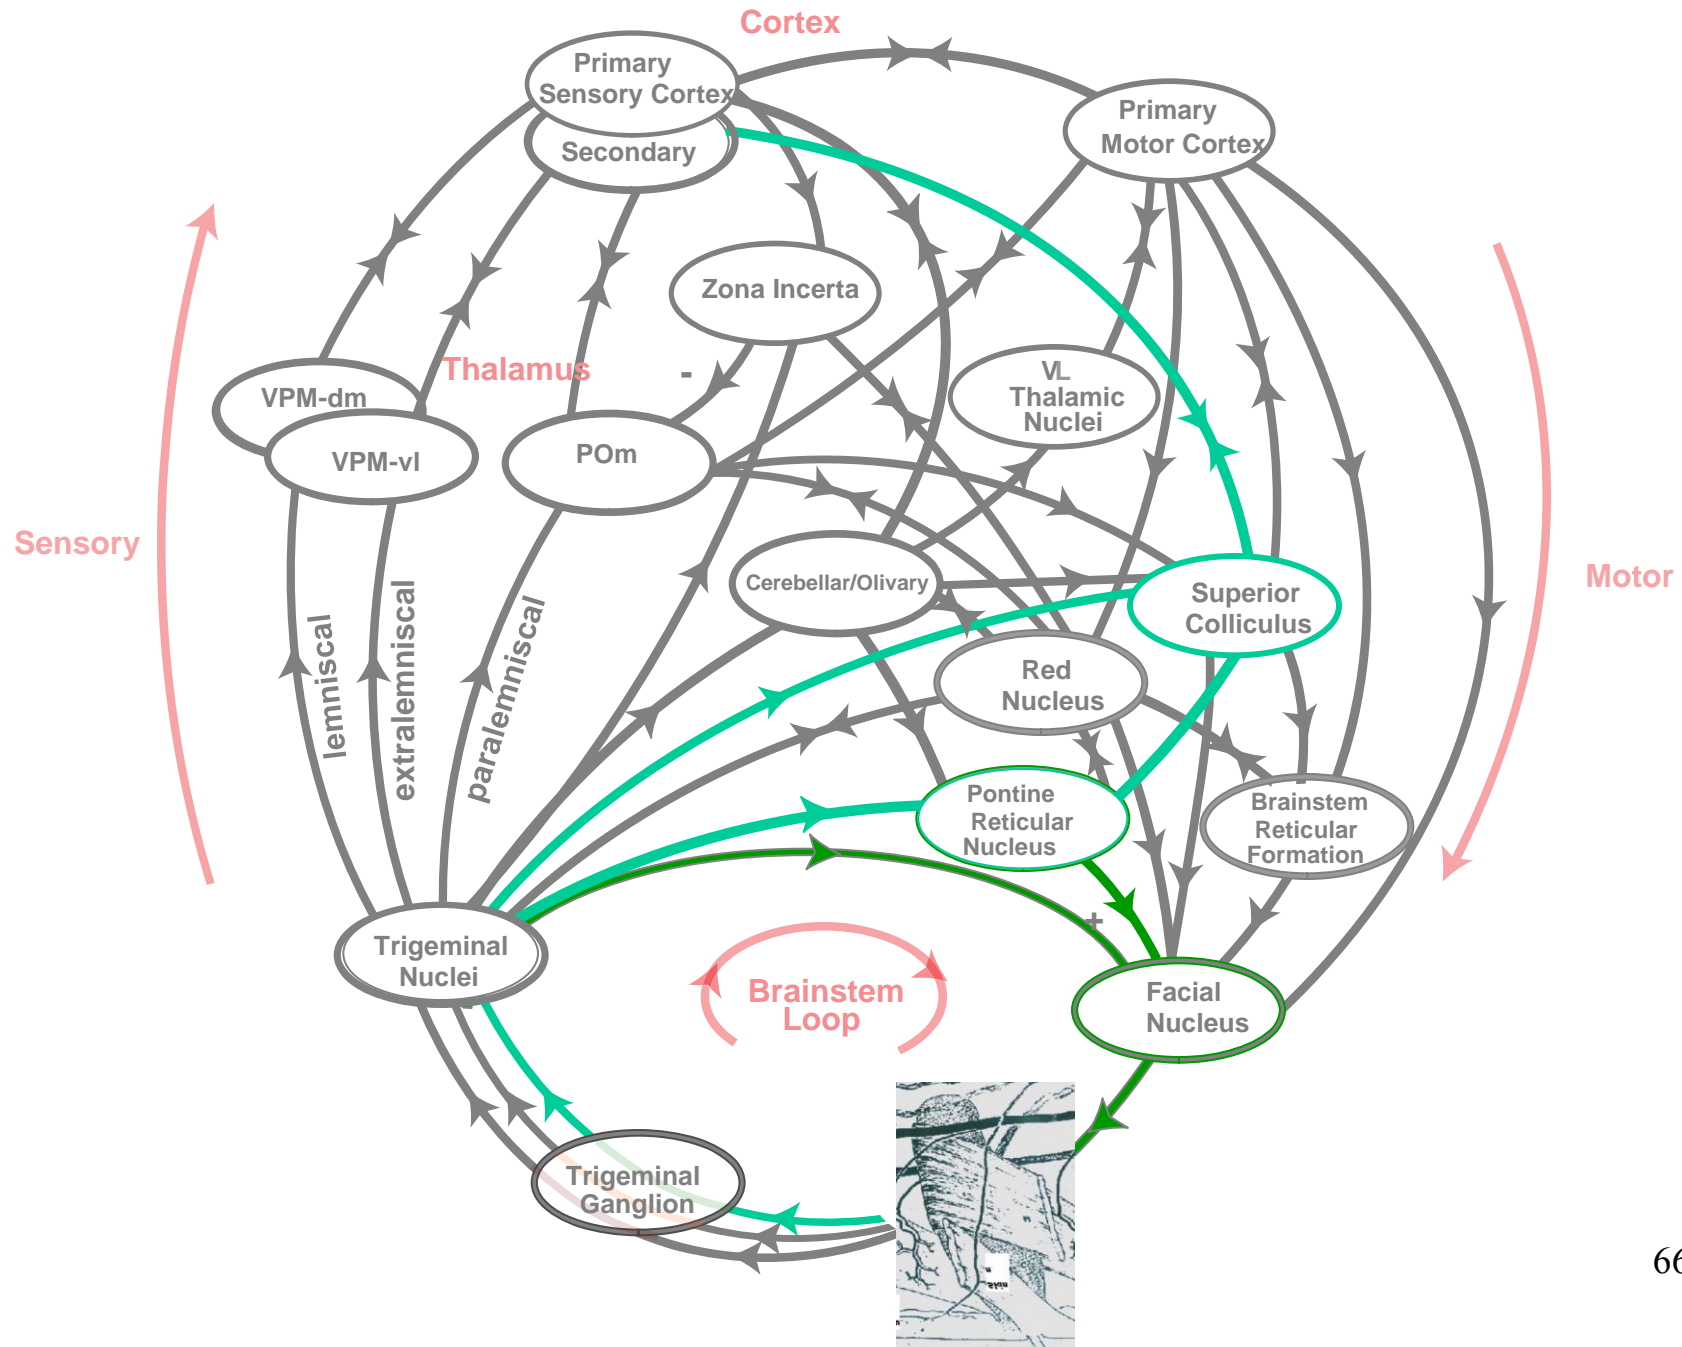 Cortex
Primary
Sensory Cortex
Secondary
Primary
Motor Cortex
Zona Incerta
Thalamus
-
VL
Thalamic
Nuclei
VPM-dm
VPM-vl
POm
Sensory
Motor
Cerebellar/Olivary
Superior
Colliculus
lemniscal
extralemniscal
paralemniscal
Red
Nucleus
Pontine
Reticular
Nucleus
Brainstem
Reticular
Formation
+
Trigeminal
Nuclei
Brainstem
Loop
Facial
Nucleus
Trigeminal
Ganglion
Skin
66